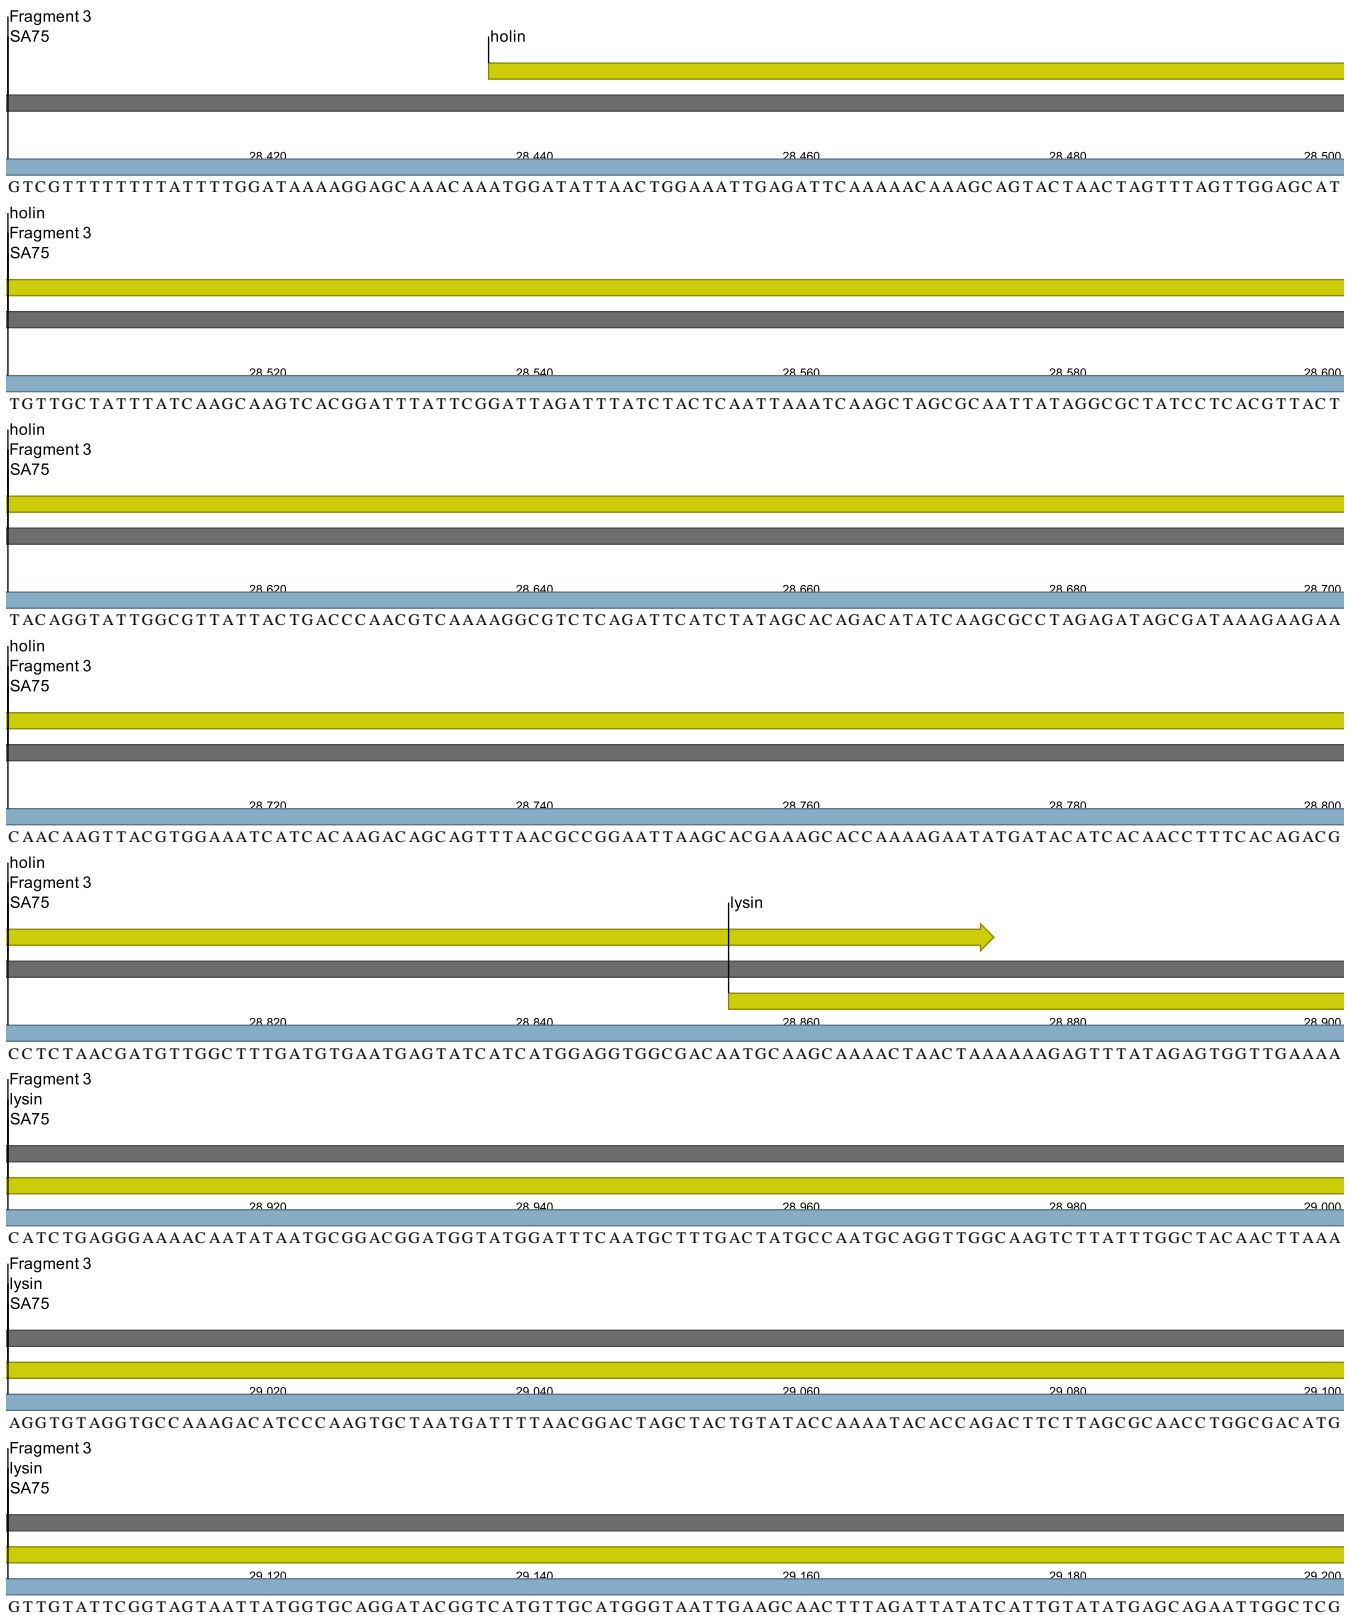 Fragment 3
SA75
holin
28.420 28.440 28.460 28.480 28.500
GTCGTTTTTTTTATTTTGGATAAAAGGAGCAAACAAATGGATATTAACTGGAAATTGAGATTCAAAAACAAAGCAGTACTAACTAGTTTAGTTGGAGCAT
holin
Fragment 3
SA75
28.520 28.540 28.560 28.580 28.600
TGTTGCTATTTATCAAGCAAGTCACGGATTTATTCGGATTAGATTTATCTACTCAATTAAATCAAGCTAGCGCAATTATAGGCGCTATCCTCACGTTACT
holin
Fragment 3
SA75
28.620 28.640 28.660 28.680 28.700
TACAGGTATTGGCGTTATTACTGACCCAACGTCAAAAGGCGTCTCAGATTCATCTATAGCACAGACATATCAAGCGCCTAGAGATAGCGATAAAGAAGAA
holin
Fragment 3
SA75
28.720 28.740 28.760 28.780 28.800
CAACAAGTTACGTGGAAATCATCACAAGACAGCAGTTTAACGCCGGAATTAAGCACGAAAGCACCAAAAGAATATGATACATCACAACCTTTCACAGACG
holin
Fragment 3
SA75
lysin
28.820 28.840 28.860 28.880 28.900
CCTCTAACGATGTTGGCTTTGATGTGAATGAGTATCATCATGGAGGTGGCGACAATGCAAGCAAAACTAACTAAAAAAGAGTTTATAGAGTGGTTGAAAA
Fragment 3
lysin
SA75
28.920 28.940 28.960 28.980 29.000
CATCTGAGGGAAAACAATATAATGCGGACGGATGGTATGGATTTCAATGCTTTGACTATGCCAATGCAGGTTGGCAAGTCTTATTTGGCTACAACTTAAA
Fragment 3
lysin
SA75
29.020 29.040 29.060 29.080 29.100
AGGTGTAGGTGCCAAAGACATCCCAAGTGCTAATGATTTTAACGGACTAGCTACTGTATACCAAAATACACCAGACTTCTTAGCGCAACCTGGCGACATG
Fragment 3
lysin
SA75
29.120 29.140 29.160 29.180 29.200
GTTGTATTCGGTAGTAATTATGGTGCAGGATACGGTCATGTTGCATGGGTAATTGAAGCAACTTTAGATTATATCATTGTATATGAGCAGAATTGGCTCG